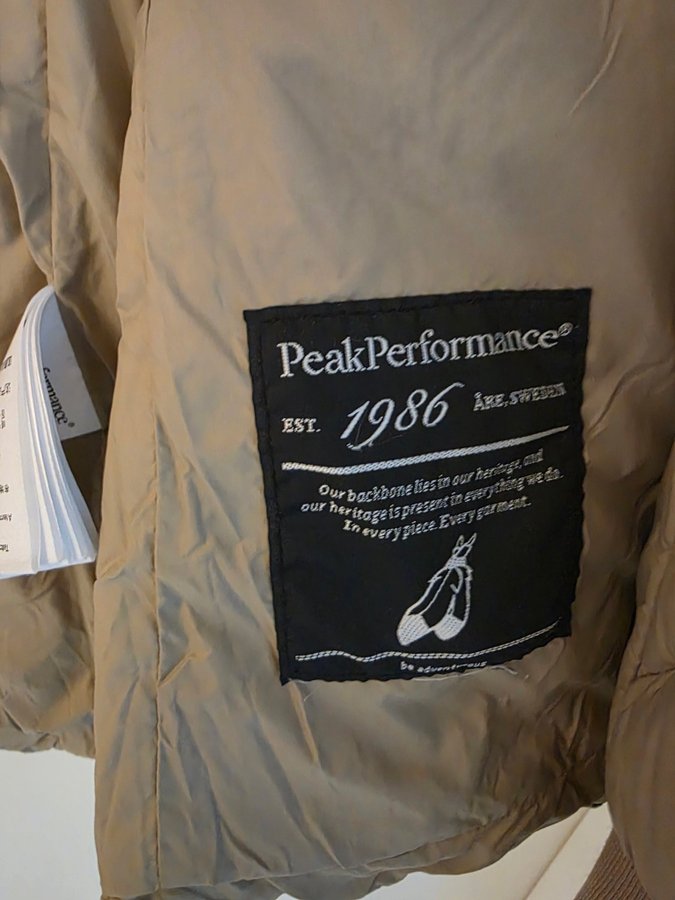 PeakPerformance®
EST. 1986 ÅRE, SWEDEN
Our backbone lies in our heritage, and
our heritage is present in everything we do.
In every piece. Every garment.
be adventurous
ormance®